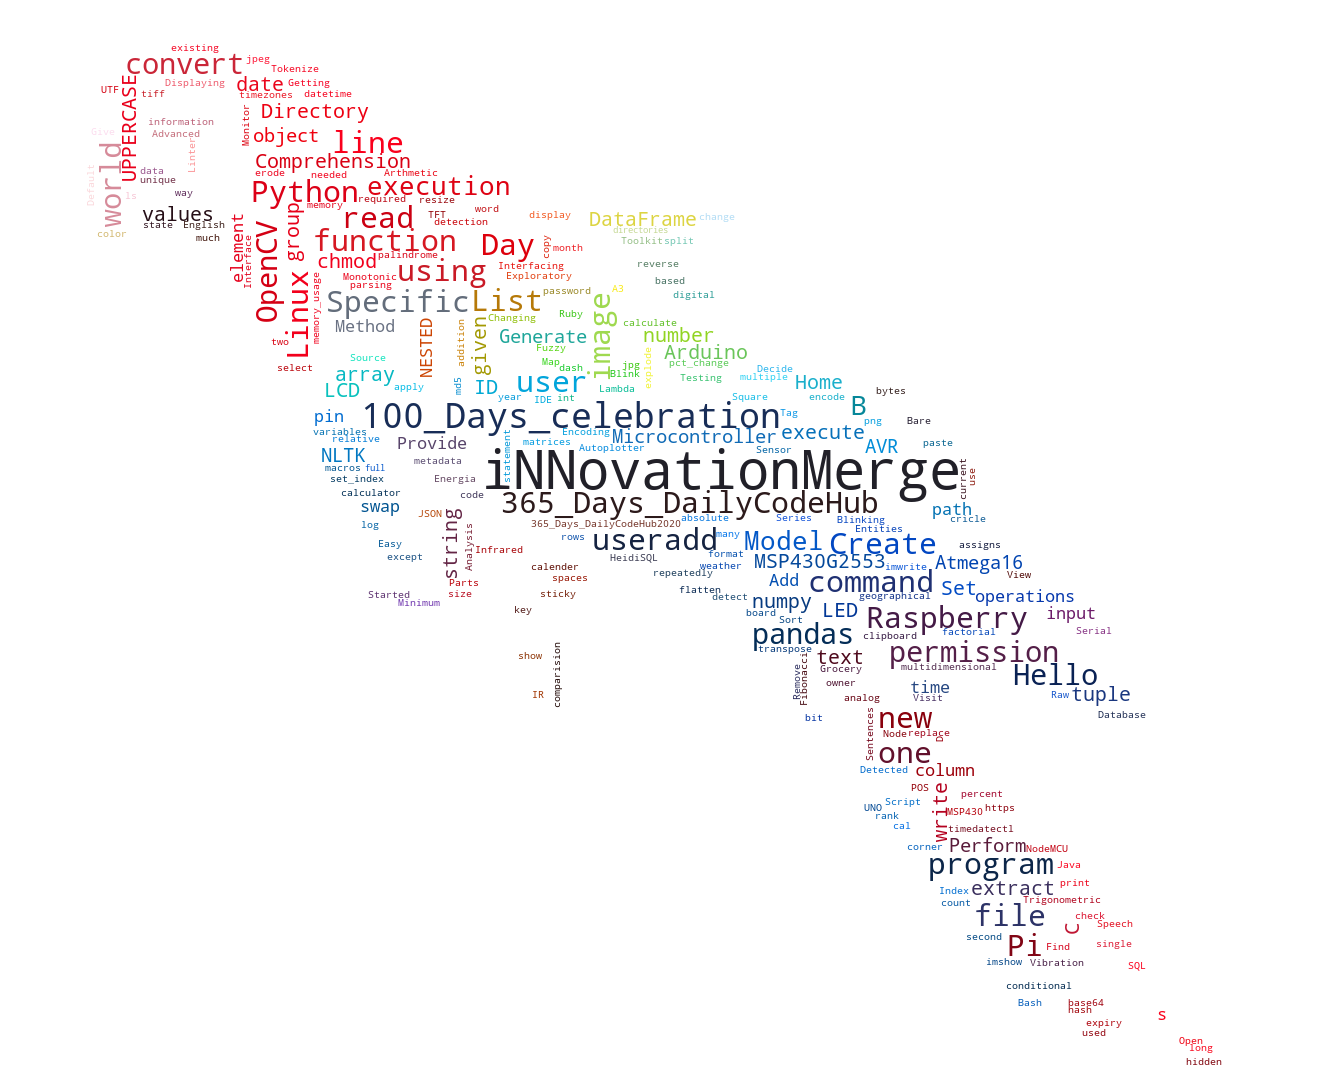 existing
convert
jpeg
Tokenize
Displaying
date
Getting
UTF
tiff
timezones
datetime
UPPERCASE
Directory
Monitor
information
Advanced
Give
object
line
Linter
world
Comprehension
data
unique
erode
needed
Arthmetic
Default
ls
way
Python
execution
required
resize
memory
values
state
English
much
color
group
read
TFT
word
detection
display
DataFrame
change
directories
element
Interface
OpenCV
function
palindrome
Day
copy
month
Toolkit
split
chmod
using
Interfacing
Exploratory
reverse
Monotonic
parsing
Linux
memory_usage
based
Specific
List
password
A3
digital
Method
Changing
Ruby
image
calculate
two
NESTED
addition
given
Generate
number
Fuzzy
Arduino
Source
select
array
Map
dash
jpg
Blink
explode
pct_change
Decide
LCD
apply
md5
ID
user
Lambda
Testing
multiple
Home
year
IDE
int
Square
encode
bytes
pin
100_Days_celebration
Tag
B
png
Bare
variables
relative
Provide
Encoding
Microcontroller
execute
matrices
Autoplotter
Sensor
AVR
paste
NLTK
metadata
statement
macros
full
set_index
Energia
iNNovationMerge
current
use
calculator
code
swap
365_Days_DailyCodeHub
path
JSON
string
log
365_Days_DailyCodeHub2020
absolute
Series
Blinking
cricle
Entities
Easy
Analysis
rows
useradd
many
Model
Create
assigns
except
Infrared
HeidiSQL
format
weather
MSP430G2553
imwrite
Atmega16
calender
spaces
repeatedly
View
Parts
size
Started
Minimum
sticky
flatten
detect
Add
command
Set
geographical
operations
key
numpy
board
Sort
LED
Raspberry
input
Serial
pandas
clipboard
factorial
show
comparision
transpose
text
permission
Grocery
multidimensional
Hello
IR
Remove
Fibonacci
owner
analog
time
Visit
Raw
tuple
Database
bit
Sentences
new
Node
replace
D
one
Detected
column
POS
write
percent
UNO
Script
rank
MSP430
https
cal
timedatectl
corner
Perform
NodeMCU
program
Java
Index
extract
print
count
Trigonometric
file
C
check
Speech
second
Pi
Find
single
imshow
Vibration
SQL
conditional
Bash
base64
hash
s
expiry
used
Open
long
hidden